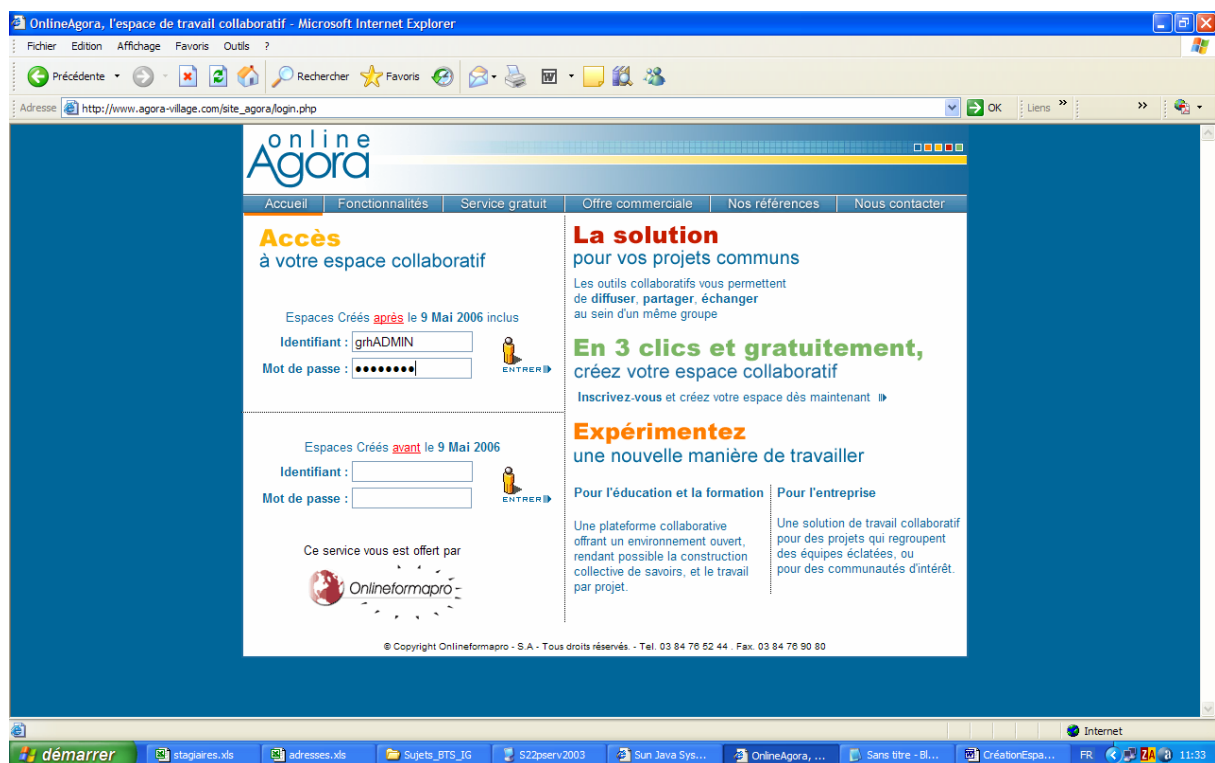 OnlineAgora, l'espace de travail collaboratif - Microsoft Internet Explorer
Fichier Edition Affichage Favoris Outils ?
Précédente Rechercher Favoris
Adresse http://www.agora-village.com/site_agora/login.php OK Liens »
online
Agora
Accueil Fonctionnalités Service gratuit Offre commerciale Nos références Nous contacter
Accès
à votre espace collaboratif
Espaces Créés après le 9 Mai 2006 inclus
Identifiant : grhADMIN
Mot de passe : ••••••••
ENTRER
Espaces Créés avant le 9 Mai 2006
Identifiant :
Mot de passe :
ENTRER
Ce service vous est offert par
Onlineformapro
La solution
pour vos projets communs
Les outils collaboratifs vous permettent
de diffuser, partager, échanger
au sein d'un même groupe
En 3 clics et gratuitement,
créez votre espace collaboratif
Inscrivez-vous et créez votre espace dès maintenant
Expérimentez
une nouvelle manière de travailler
Pour l'éducation et la formation
Une plateforme collaborative
offrant un environnement ouvert,
rendant possible la construction
collective de savoirs, et le travail
par projet.
Pour l'entreprise
Une solution de travail collaboratif
pour des projets qui regroupent
des équipes éclatées, ou
pour des communautés d'intérêt.
© Copyright Onlineformapro - S.A - Tous droits réservés. - Tel. 03 84 76 52 44 . Fax. 03 84 76 90 80
Internet
démarrer stagiaires.xls adresses.xls Sujets_BTS_IG S22pserv2003 Sun Java Sys... OnlineAgora, ... Sans titre - Bl... CréationEspa... FR 11:33